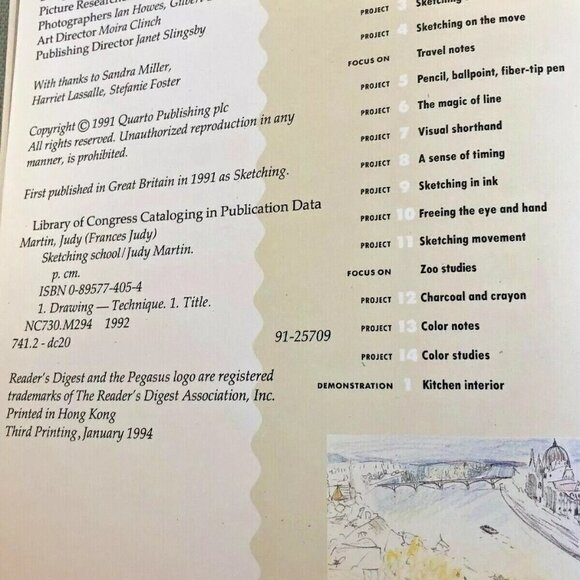 Picture Research
Photographers Ian Howes, Gilbert
Art Director Moira Clinch
Publishing Director Janet Slingsby
With thanks to Sandra Miller,
Harriet Lassalle, Stefanie Foster
Copyright © 1991 Quarto Publishing plc
All rights reserved. Unauthorized reproduction in any
manner, is prohibited.
First published in Great Britain in 1991 as Sketching.
Library of Congress Cataloging in Publication Data
Martin, Judy (Frances Judy)
Sketching school/Judy Martin.
p. cm.
ISBN 0-89577-405-4
1. Drawing — Technique. 1. Title.
NC730.M294 1992
741.2 - dc20
91-25709
Reader's Digest and the Pegasus logo are registered
trademarks of The Reader's Digest Association, Inc.
Printed in Hong Kong
Third Printing, January 1994
PROJECT 3 Sketching
PROJECT 4 Sketching on the move
FOCUS ON Travel notes
PROJECT 5 Pencil, ballpoint, fiber-tip pen
PROJECT 6 The magic of line
PROJECT 7 Visual shorthand
PROJECT 8 A sense of timing
PROJECT 9 Sketching in ink
PROJECT 10 Freeing the eye and hand
PROJECT 11 Sketching movement
FOCUS ON Zoo studies
PROJECT 12 Charcoal and crayon
PROJECT 13 Color notes
PROJECT 14 Color studies
DEMONSTRATION 1 Kitchen interior